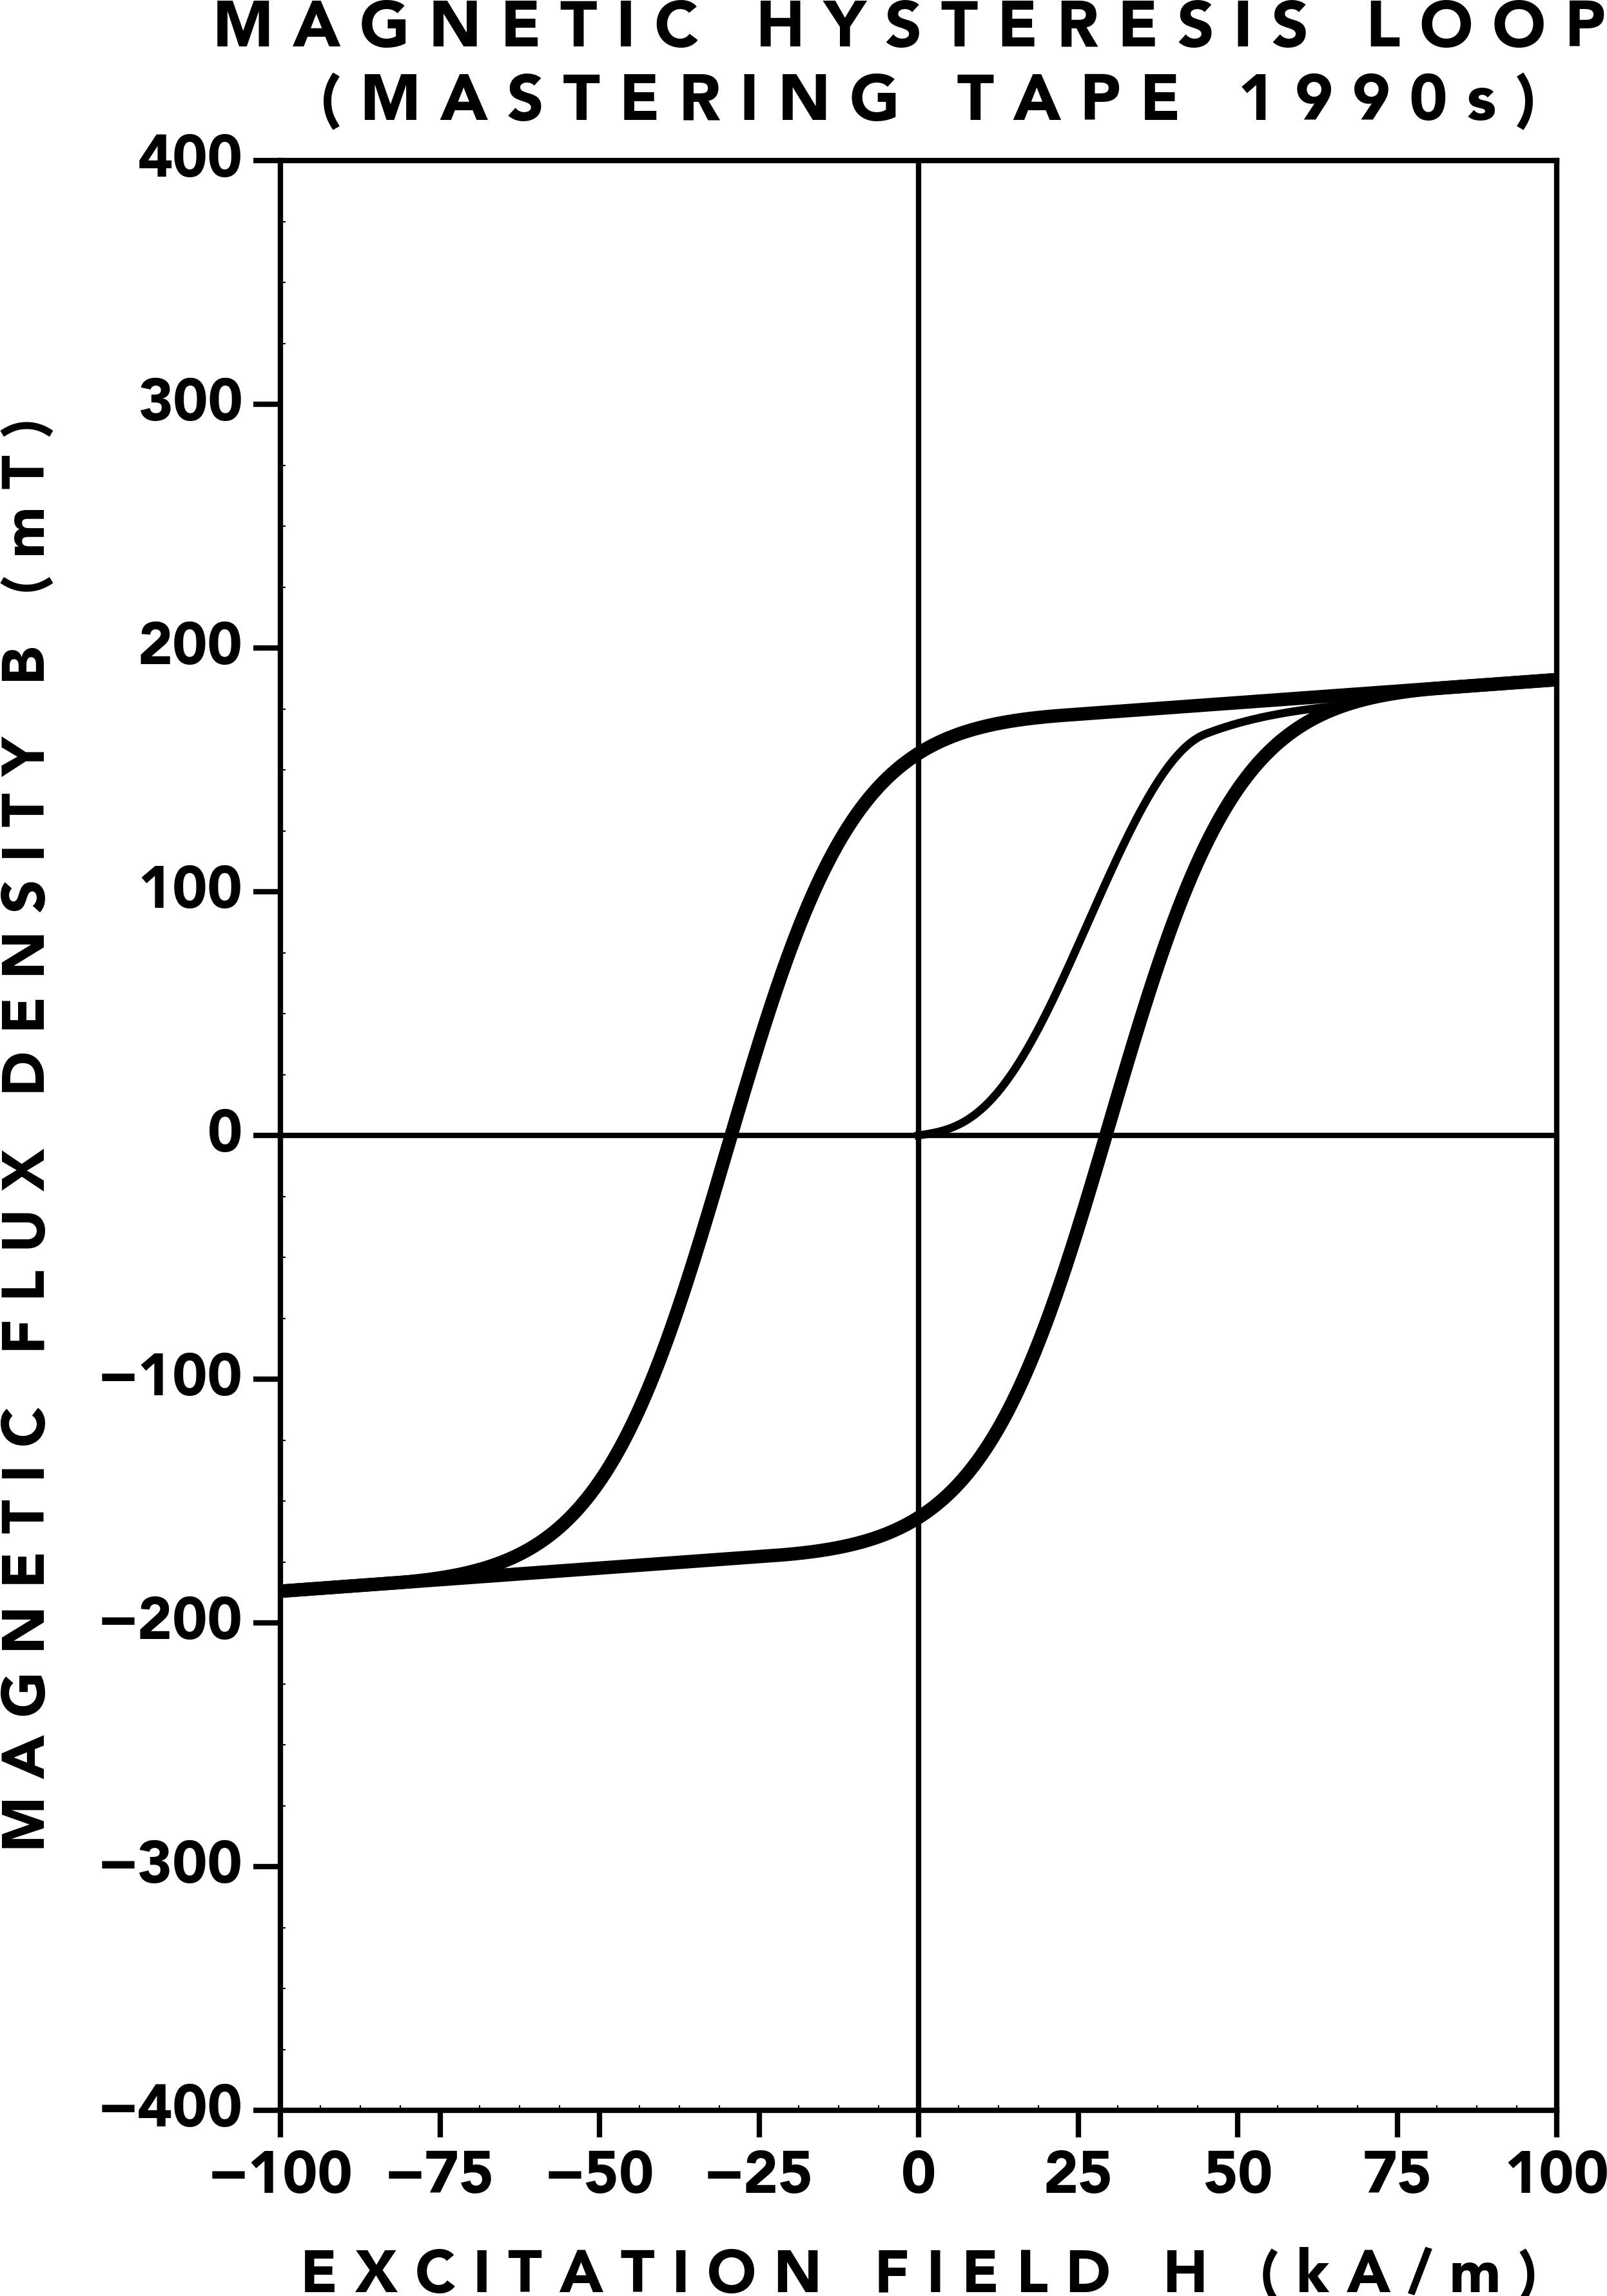 MAGNETIC HYSTERESIS LOOP
(MASTERING TAPE 1990s)
MAGNETIC FLUX DENSITY B (mT)
400
300
200
100
0
−100
−200
−300
−400
−100 −75 −50 −25 0 25 50 75 100
EXCITATION FIELD H (kA/m)